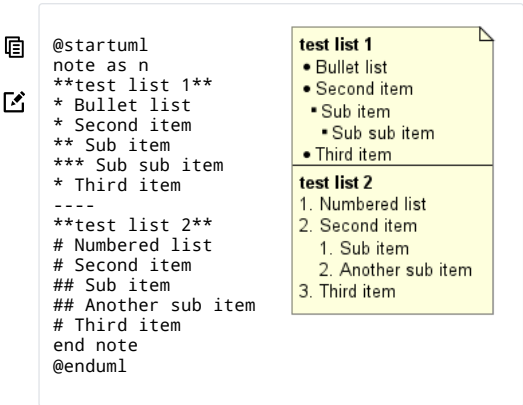 @startuml
note as n
**test list 1**
* Bullet list
* Second item
** Sub item
*** Sub sub item
* Third item
----
**test list 2**
# Numbered list
# Second item
## Sub item
## Another sub item
# Third item
end note
@enduml
test list 1
• Bullet list
• Second item
▪ Sub item
▪ Sub sub item
• Third item
test list 2
1. Numbered list
2. Second item
1. Sub item
2. Another sub item
3. Third item